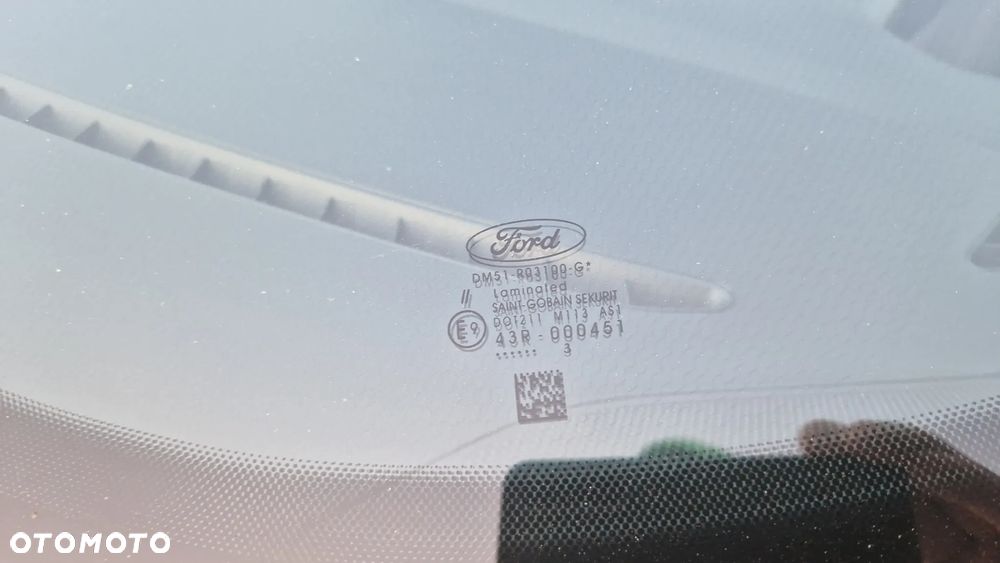 Ford
DM51-R03100-G*
Laminated
//
SAINT-GOBAIN SEKURIT
DOT211 M113 AS1
E9
43R - 000451
...... 3
OTOMOTO